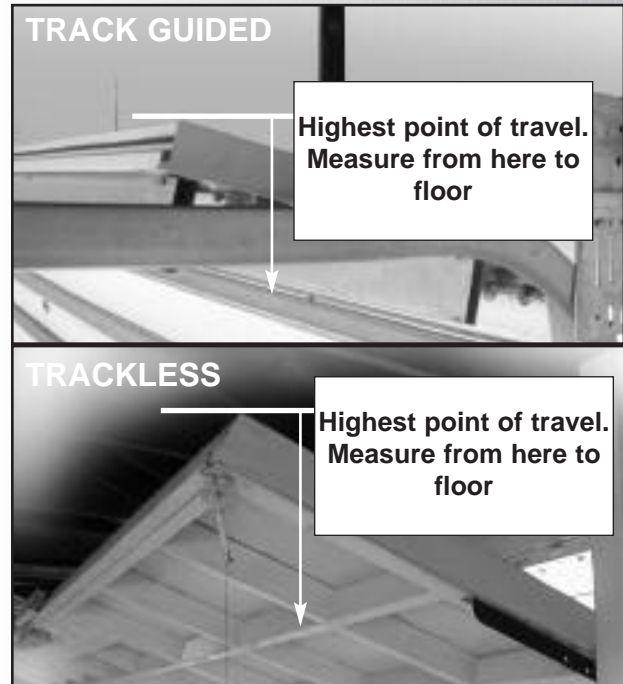 TRACK GUIDED
Highest point of travel.
Measure from here to
floor
TRACKLESS
Highest point of travel.
Measure from here to
floor